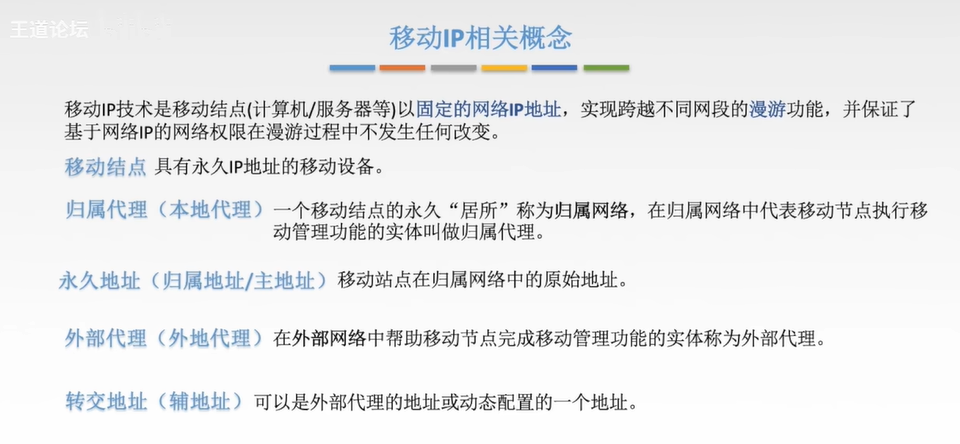 王道论坛
移动IP相关概念
移动IP技术是移动结点(计算机/服务器等)以固定的网络IP地址，实现跨越不同网段的漫游功能，并保证了
基于网络IP的网络权限在漫游过程中不发生任何改变。
移动结点 具有永久IP地址的移动设备。
归属代理（本地代理）一个移动结点的永久“居所”称为归属网络，在归属网络中代表移动节点执行移
动管理功能的实体叫做归属代理。
永久地址（归属地址/主地址）移动站点在归属网络中的原始地址。
外部代理（外地代理）在外部网络中帮助移动节点完成移动管理功能的实体称为外部代理。
转交地址（辅地址）可以是外部代理的地址或动态配置的一个地址。